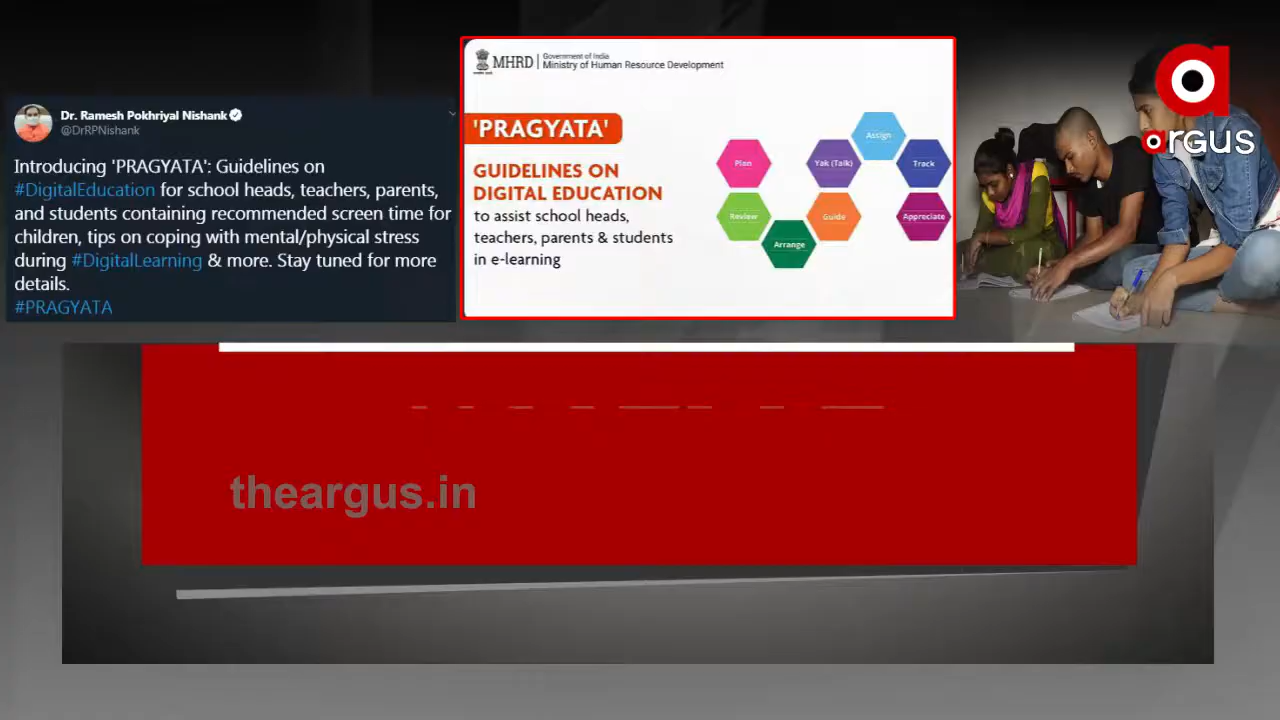 Dr. Ramesh Pokhriyal Nishank
@DrRPNishank
Introducing 'PRAGYATA': Guidelines on
#DigitalEducation for school heads, teachers, parents,
and students containing recommended screen time for
children, tips on coping with mental/physical stress
during #DigitalLearning & more. Stay tuned for more
details.
#PRAGYATA
MHRD
Government of India
Ministry of Human Resource Development
'PRAGYATA'
GUIDELINES ON
DIGITAL EDUCATION
to assist school heads,
teachers, parents & students
in e-learning
Plan
Review
Arrange
Guide
Yak (Talk)
Assign
Track
Appreciate
argus
theargus.in